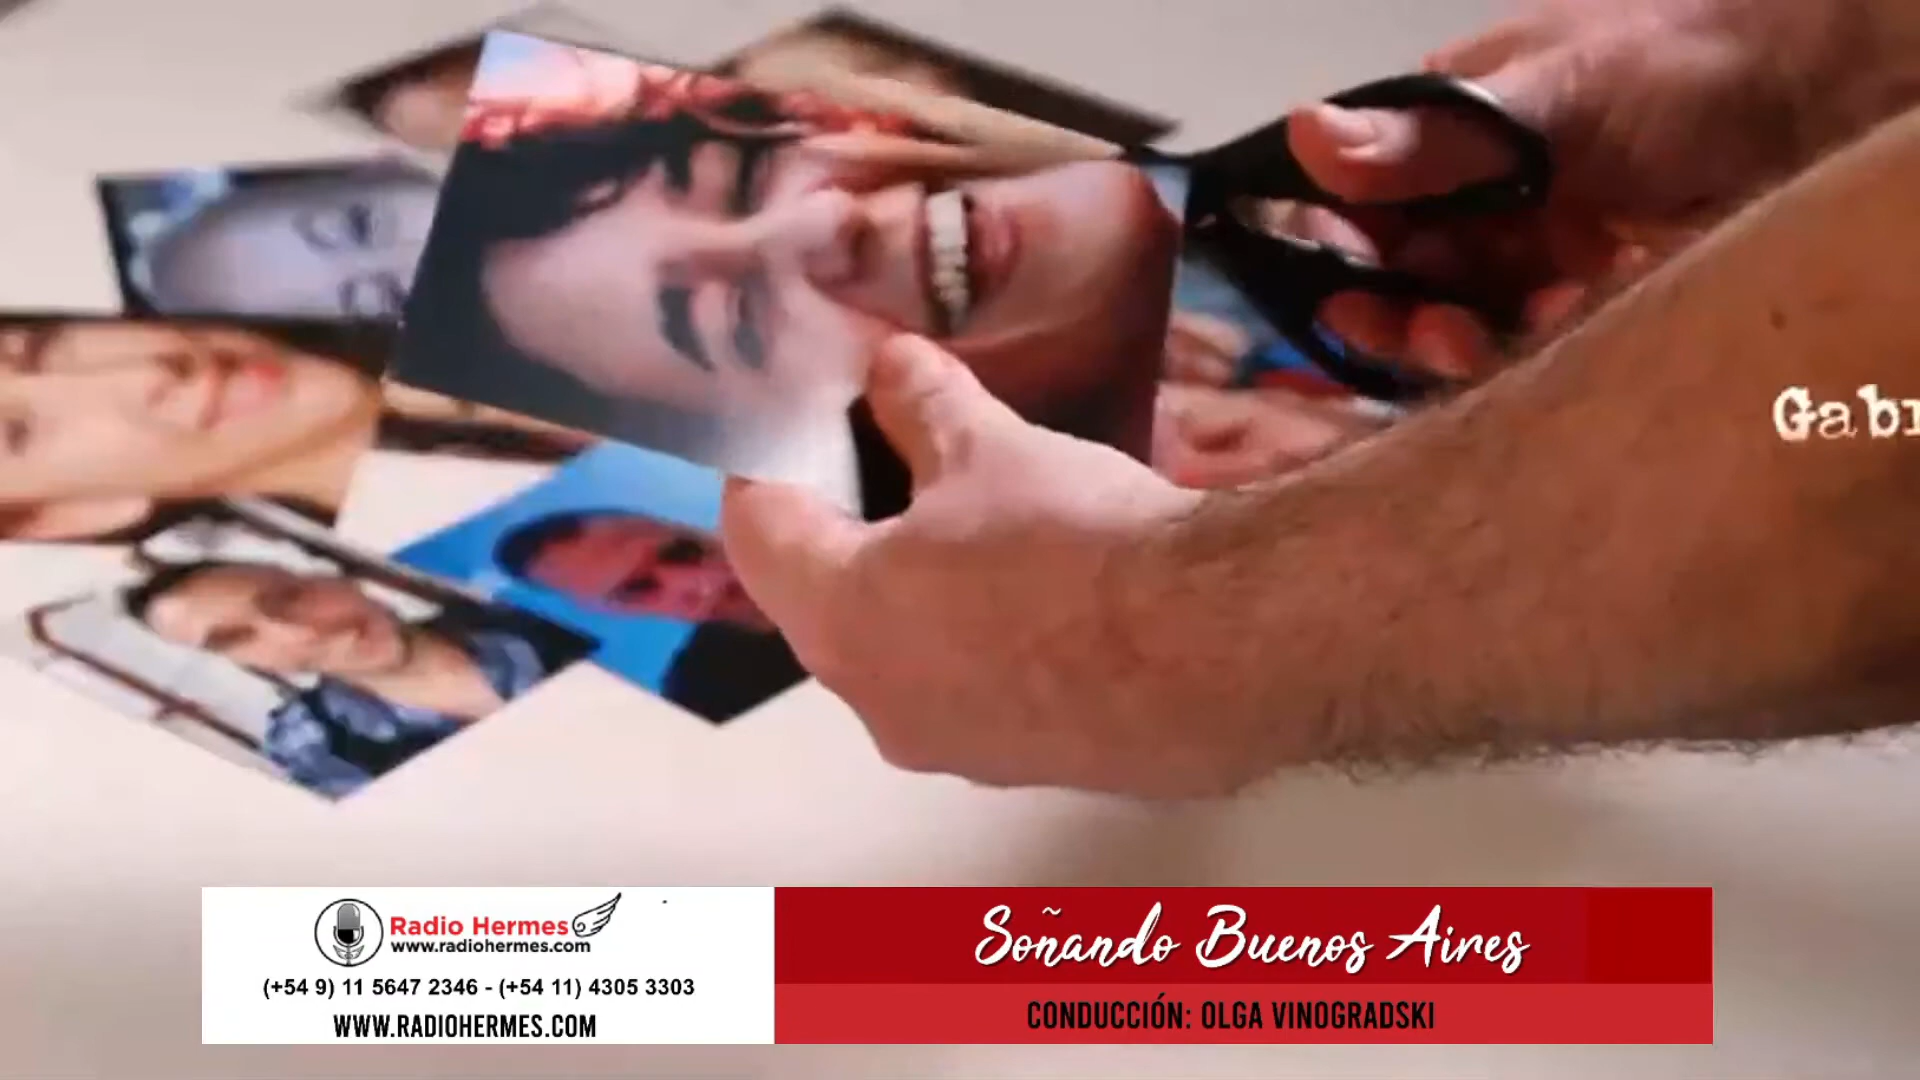 Gabr
Radio Hermes
www.radiohermes.com
(+54 9) 11 5647 2346 - (+54 11) 4305 3303
WWW.RADIOHERMES.COM
Soñando Buenos Aires
CONDUCCIÓN: OLGA VINOGRADSKI